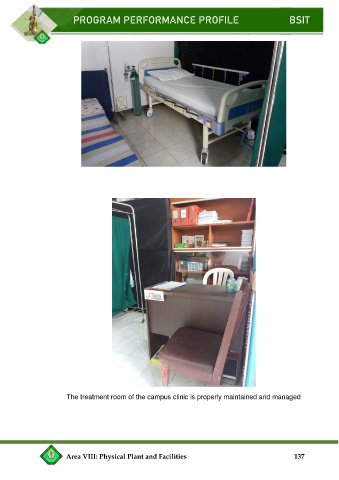 PROGRAM PERFORMANCE PROFILE BSIT
The treatment room of the campus clinic is properly maintained and managed
Area VIII: Physical Plant and Facilities 137